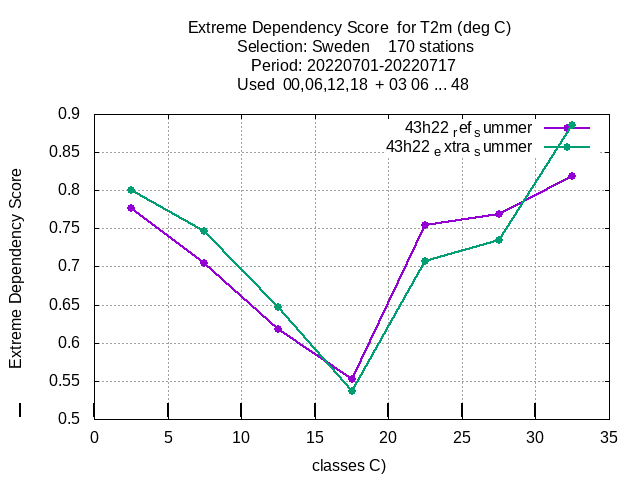 Extreme Dependency Score for T2m (deg C)
Selection: Sweden 170 stations
Period: 20220701-20220717
Used 00,06,12,18 + 03 06 ... 48
43h22 ref summer
43h22 extra summer
Extreme Dependency Score
0.9
0.85
0.8
0.75
0.7
0.65
0.6
0.55
0.5
0 5 10 15 20 25 30 35
classes C)